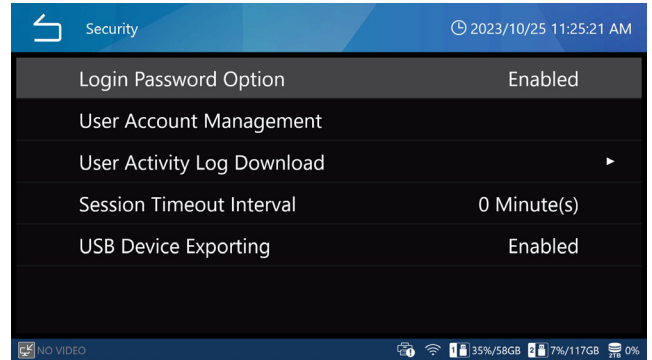 Security 2023/10/25 11:25:21 AM
Login Password Option Enabled
User Account Management
User Activity Log Download
Session Timeout Interval 0 Minute(s)
USB Device Exporting Enabled
NO VIDEO 1 35%/58GB 2 7%/117GB 2TB 0%